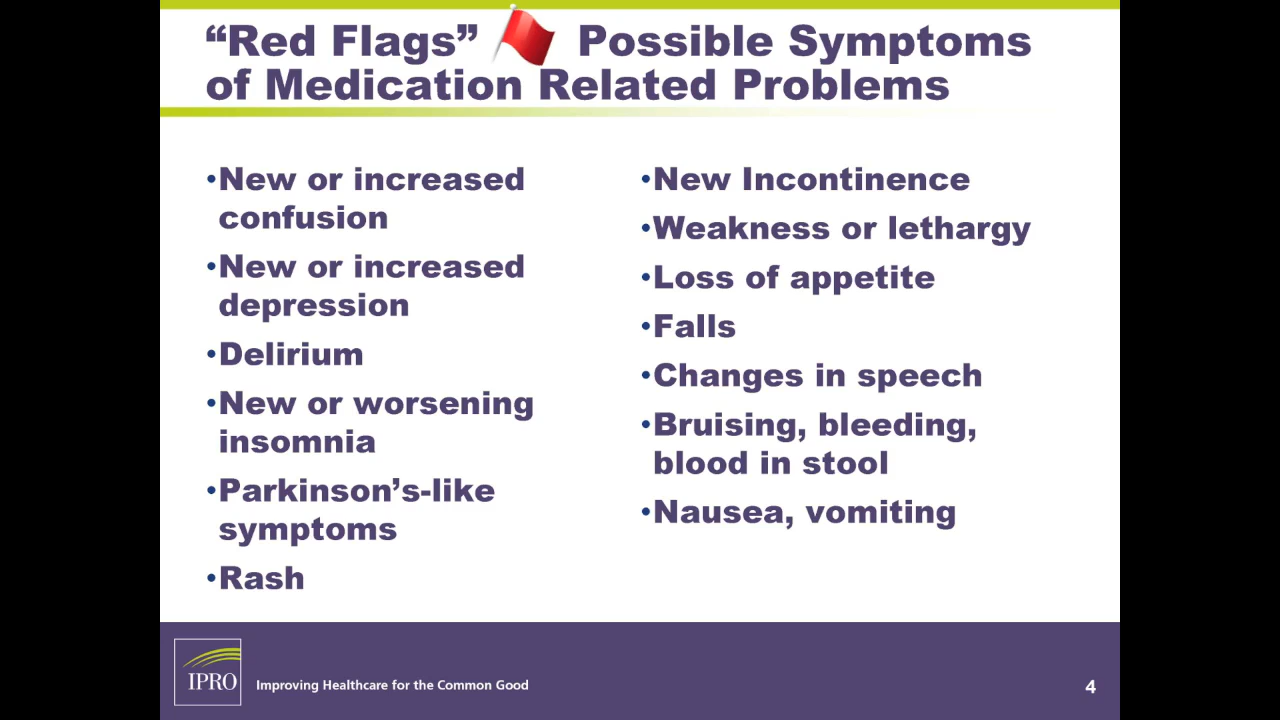 “Red Flags” Possible Symptoms
of Medication Related Problems
•New or increased
confusion
•New or increased
depression
•Delirium
•New or worsening
insomnia
•Parkinson’s-like
symptoms
•Rash
•New Incontinence
•Weakness or lethargy
•Loss of appetite
•Falls
•Changes in speech
•Bruising, bleeding,
blood in stool
•Nausea, vomiting
IPRO
Improving Healthcare for the Common Good
4